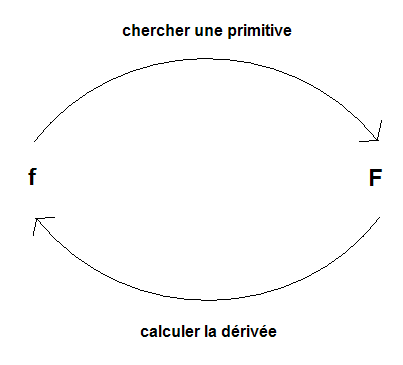 chercher une primitive
f
F
calculer la dérivée